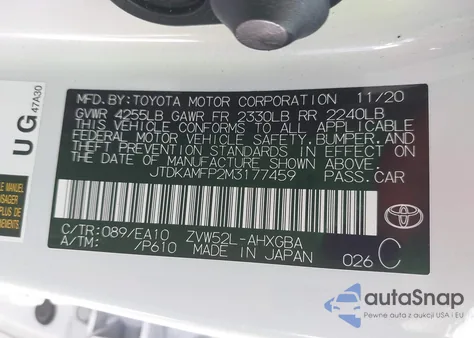 MFD.BY:TOYOTA MOTOR CORPORATION 11/20
GVWR 4255LB GAWR FR 2330LB RR 2240LB
THIS VEHICLE CONFORMS TO ALL APPLICABLE
FEDERAL MOTOR VEHICLE SAFETY, BUMPER, AND
THEFT PREVENTION STANDARDS IN EFFECT ON
THE DATE OF MANUFACTURE SHOWN ABOVE.
JTDKAMFP2M3177459 PASS.CAR
C/TR:089/EA10 ZVW52L-AHXGBA
A/TM: /P610 MADE IN JAPAN 026 C
TOYOTA
UG 47A30
autoSnap
Pewne auta z aukcji USA i EU